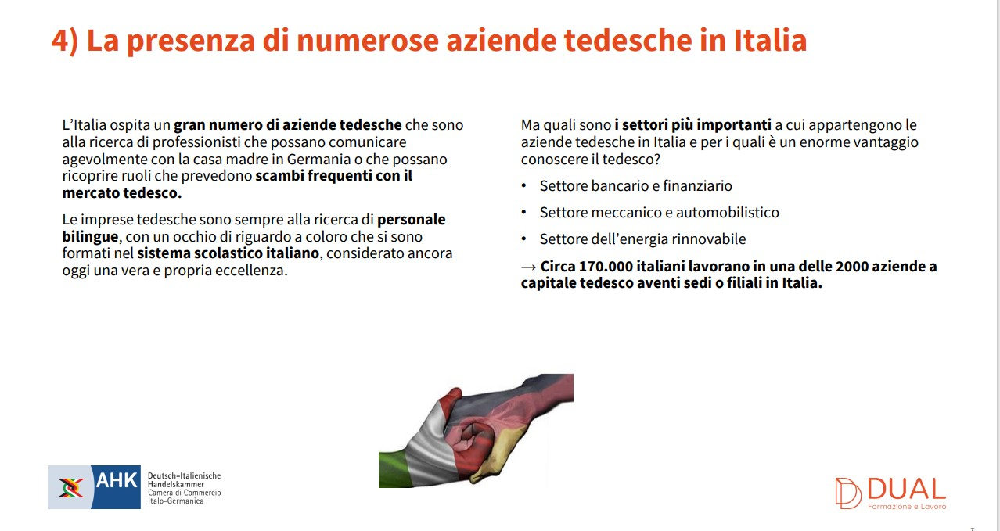 4) La presenza di numerose aziende tedesche in Italia
L’Italia ospita un gran numero di aziende tedesche che sono
alla ricerca di professionisti che possano comunicare
agevolmente con la casa madre in Germania o che possano
ricoprire ruoli che prevedono scambi frequenti con il
mercato tedesco.
Le imprese tedesche sono sempre alla ricerca di personale
bilingue, con un occhio di riguardo a coloro che si sono
formati nel sistema scolastico italiano, considerato ancora
oggi una vera e propria eccellenza.
Ma quali sono i settori più importanti a cui appartengono le
aziende tedesche in Italia e per i quali è un enorme vantaggio
conoscere il tedesco?
• Settore bancario e finanziario
• Settore meccanico e automobilistico
• Settore dell’energia rinnovabile
→ Circa 170.000 italiani lavorano in una delle 2000 aziende a
capitale tedesco aventi sedi o filiali in Italia.
AHK
Deutsch-Italienische
Handelskammer
Camera di Commercio
Italo-Germanica
DUAL
Formazione e Lavoro